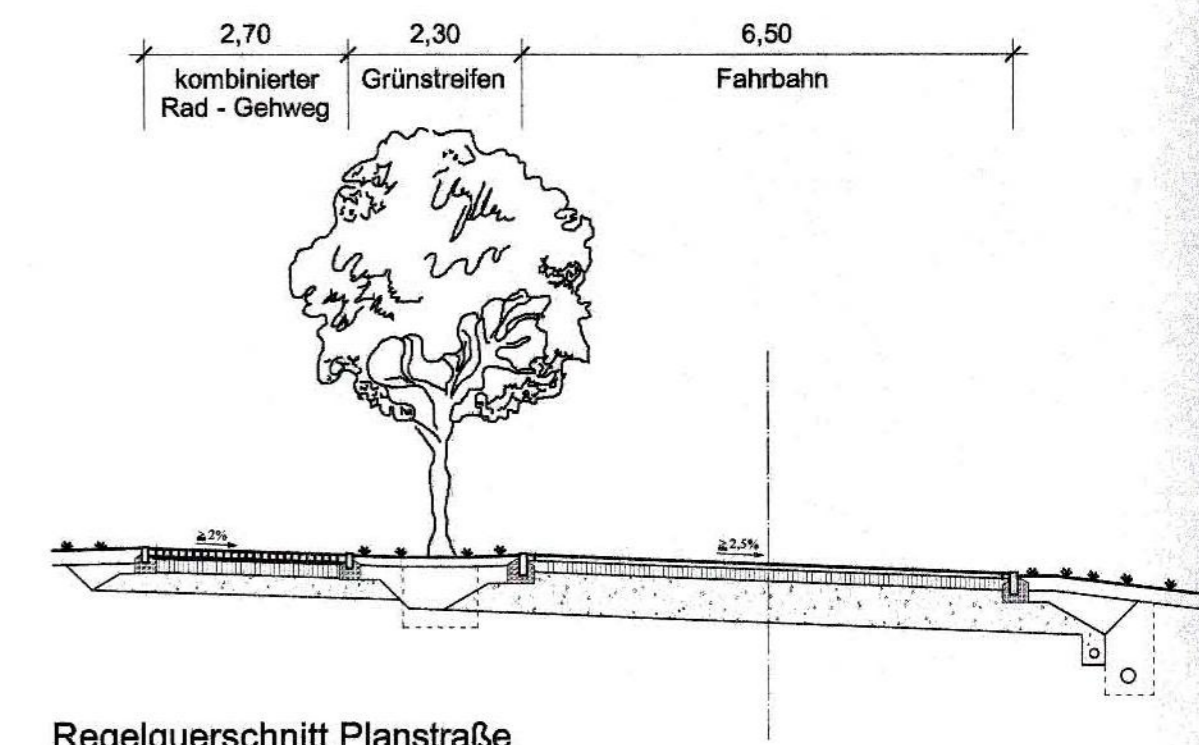 2,70
2,30
6,50
kombinierter
Rad - Gehweg
Grünstreifen
Fahrbahn
≧2%
≧2,5%
Regelquerschnitt Planstraße